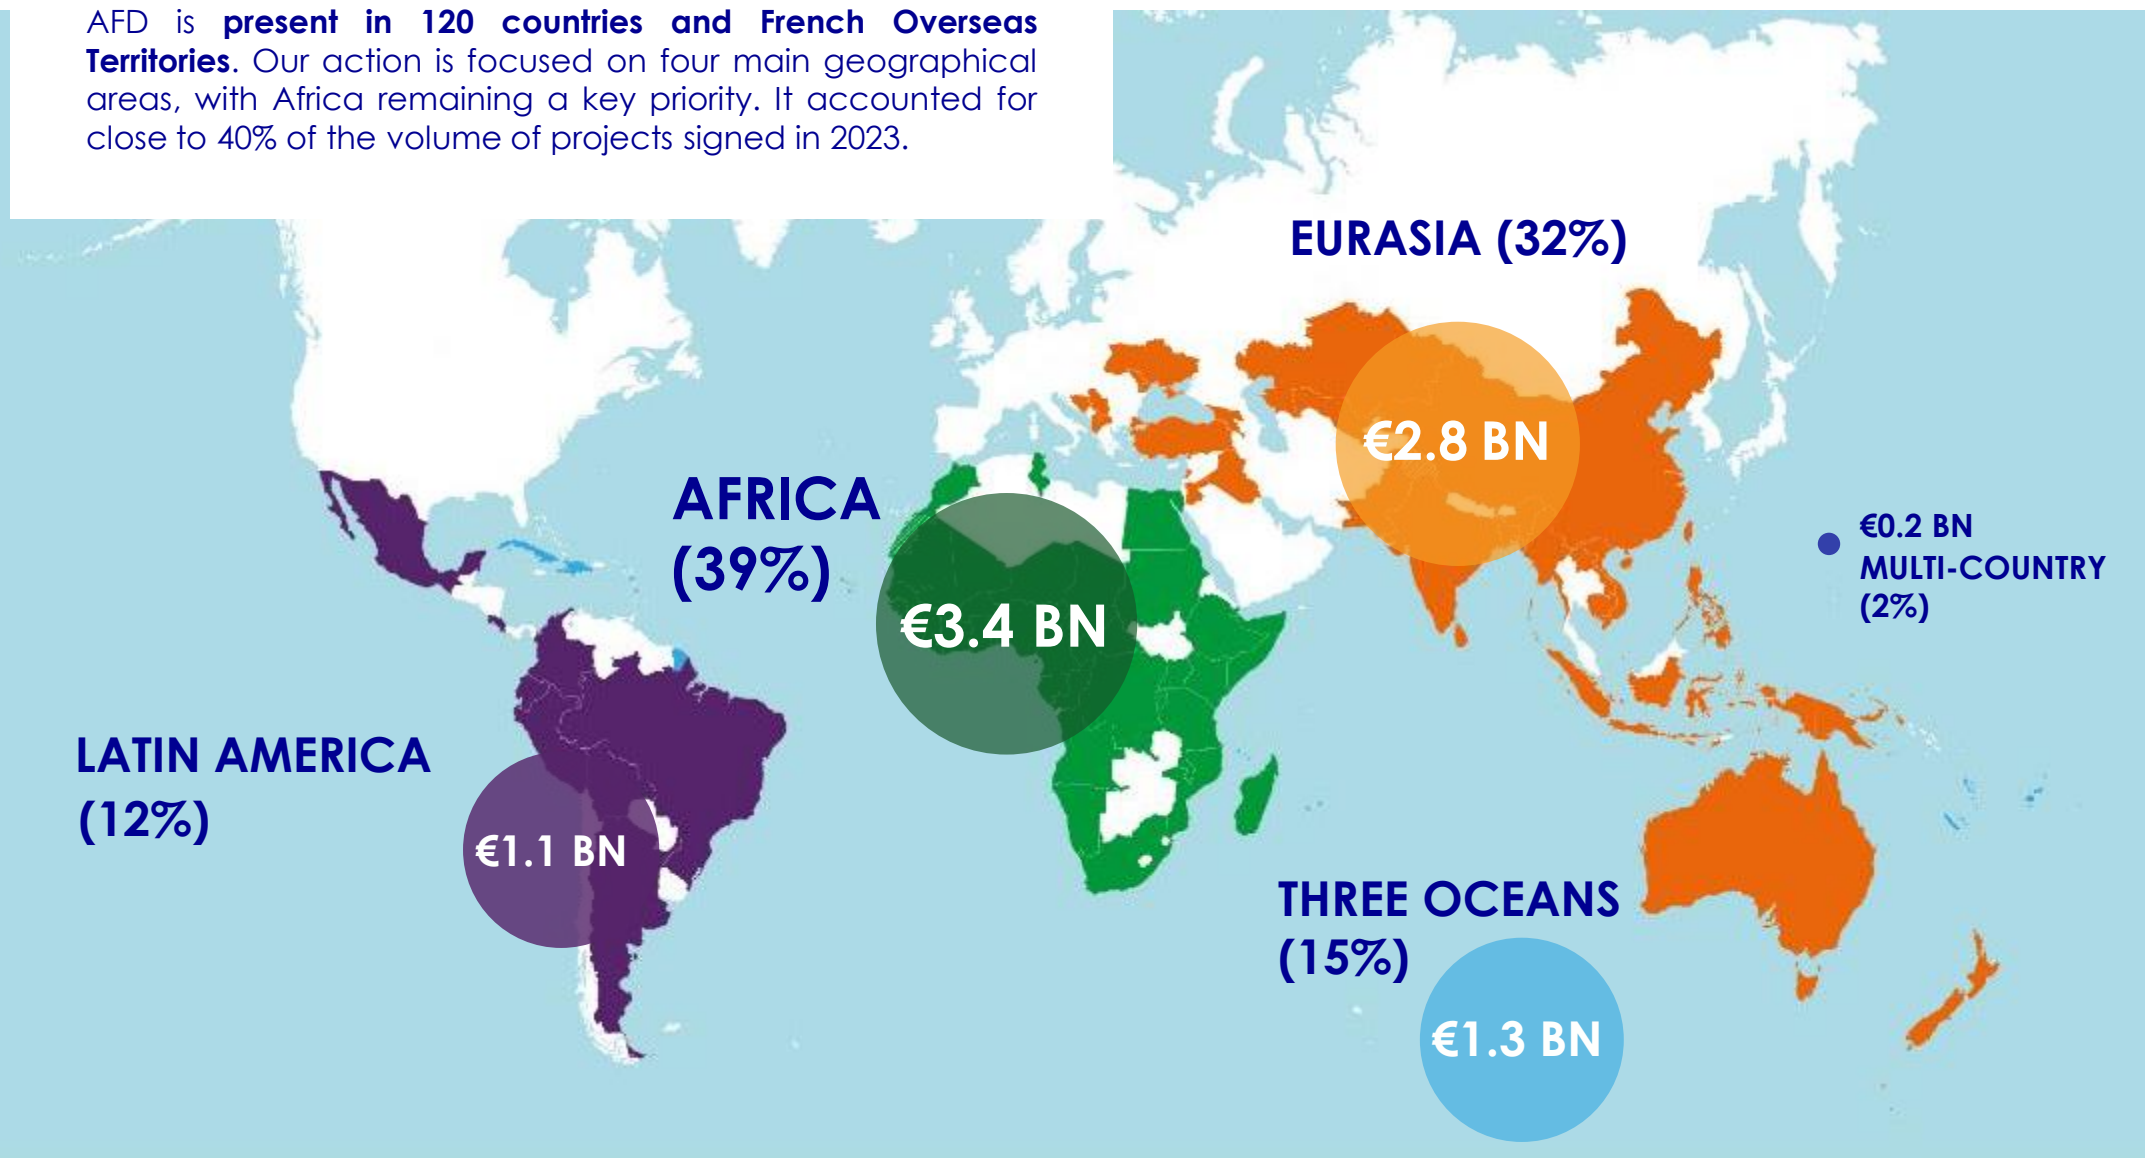 AFD is present in 120 countries and French Overseas
Territories. Our action is focused on four main geographical
areas, with Africa remaining a key priority. It accounted for
close to 40% of the volume of projects signed in 2023.
EURASIA (32%)
€2.8 BN
AFRICA
(39%)
€3.4 BN
€0.2 BN
MULTI-COUNTRY
(2%)
LATIN AMERICA
(12%)
€1.1 BN
THREE OCEANS
(15%)
€1.3 BN